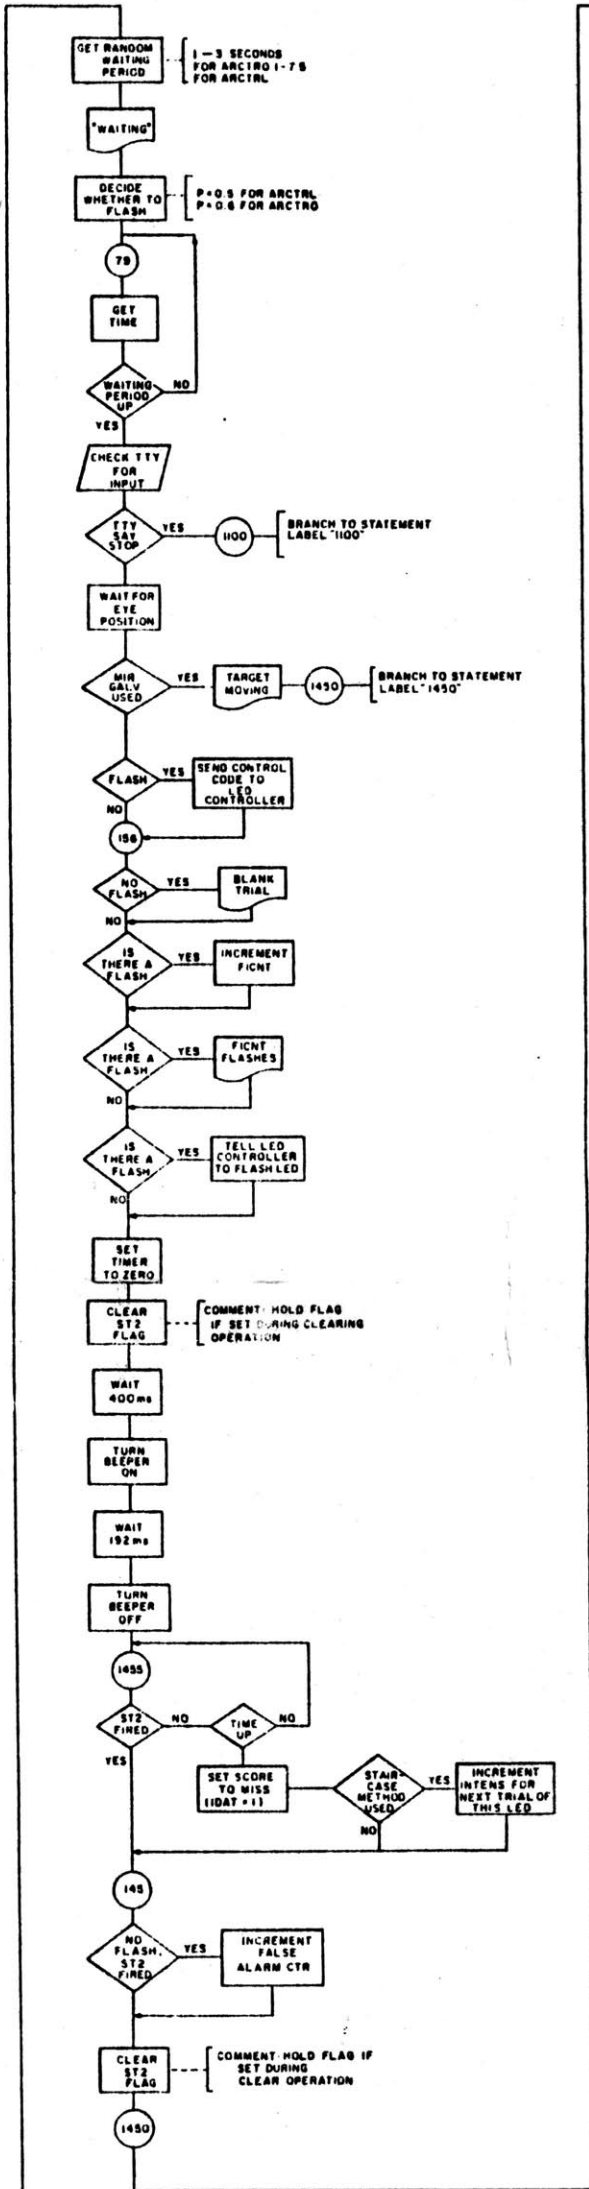 GET RANDOM
WAITING
PERIOD
1-3 SECONDS
FOR ARCTRO 1-75
FOR ARCTRL
"WAITING"
DECIDE
WHETHER TO
FLASH
P=0.5 FOR ARCTRL
P=0.6 FOR ARCTRO
79
GET
TIME
WAITING
PERIOD
UP
NO
YES
CHECK TTY
FOR
INPUT
TTY
SAY
STOP
YES
1100
BRANCH TO STATEMENT
LABEL "1100"
WAIT FOR
EYE
POSITION
MIR
GALV
USED
YES
TARGET
MOVING
1450
BRANCH TO STATEMENT
LABEL "1450"
FLASH
YES
SEND CONTROL
CODE TO
LED
CONTROLLER
NO
156
NO
FLASH
YES
BLANK
TRIAL
NO
IS
THERE A
FLASH
YES
INCREMENT
FICNT
IS
THERE A
FLASH
YES
FICNT
FLASHES
NO
IS
THERE A
FLASH
YES
TELL LED
CONTROLLER
TO FLASH LED
NO
SET
TIMER
TO ZERO
CLEAR
ST2
FLAG
COMMENT: HOLD FLAG
IF SET DURING CLEARING
OPERATION
WAIT
400ms
TURN
BEEPER
ON
WAIT
192ms
TURN
BEEPER
OFF
1455
ST2
FIRED
NO
TIME
UP
NO
YES
SET SCORE
TO MISS
(IDAT = 1)
STAIR-
CASE
METHOD
USED
YES
INCREMENT
INTENS FOR
NEXT TRIAL OF
THIS LED
NO
145
NO
FLASH,
ST2
FIRED
YES
INCREMENT
FALSE
ALARM CTR
CLEAR
ST2
FLAG
COMMENT: HOLD FLAG IF
SET DURING
CLEAR OPERATION
1450